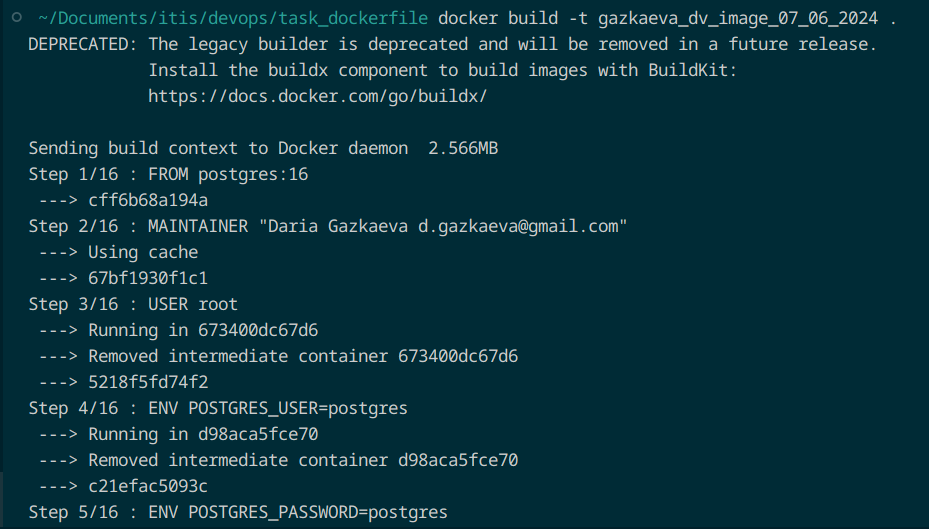 ~/Documents/itis/devops/task_dockerfile docker build -t gazkaeva_dv_image_07_06_2024 .
DEPRECATED: The legacy builder is deprecated and will be removed in a future release.
            Install the buildx component to build images with BuildKit:
            https://docs.docker.com/go/buildx/

Sending build context to Docker daemon  2.566MB
Step 1/16 : FROM postgres:16
 ---> cff6b68a194a
Step 2/16 : MAINTAINER "Daria Gazkaeva d.gazkaeva@gmail.com"
 ---> Using cache
 ---> 67bf1930f1c1
Step 3/16 : USER root
 ---> Running in 673400dc67d6
 ---> Removed intermediate container 673400dc67d6
 ---> 5218f5fd74f2
Step 4/16 : ENV POSTGRES_USER=postgres
 ---> Running in d98aca5fce70
 ---> Removed intermediate container d98aca5fce70
 ---> c21efac5093c
Step 5/16 : ENV POSTGRES_PASSWORD=postgres